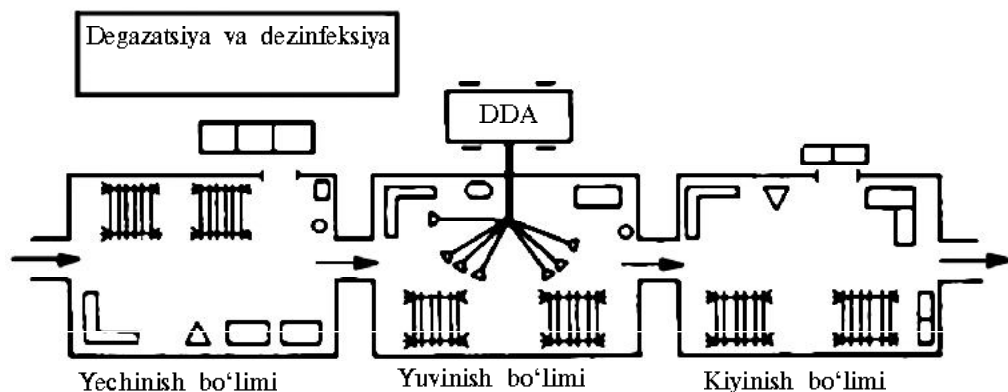 Degazatsiya va dezinfeksiya
DDA
Yechinish bo‘limi
Yuvinish bo‘limi
Kiyinish bo‘limi